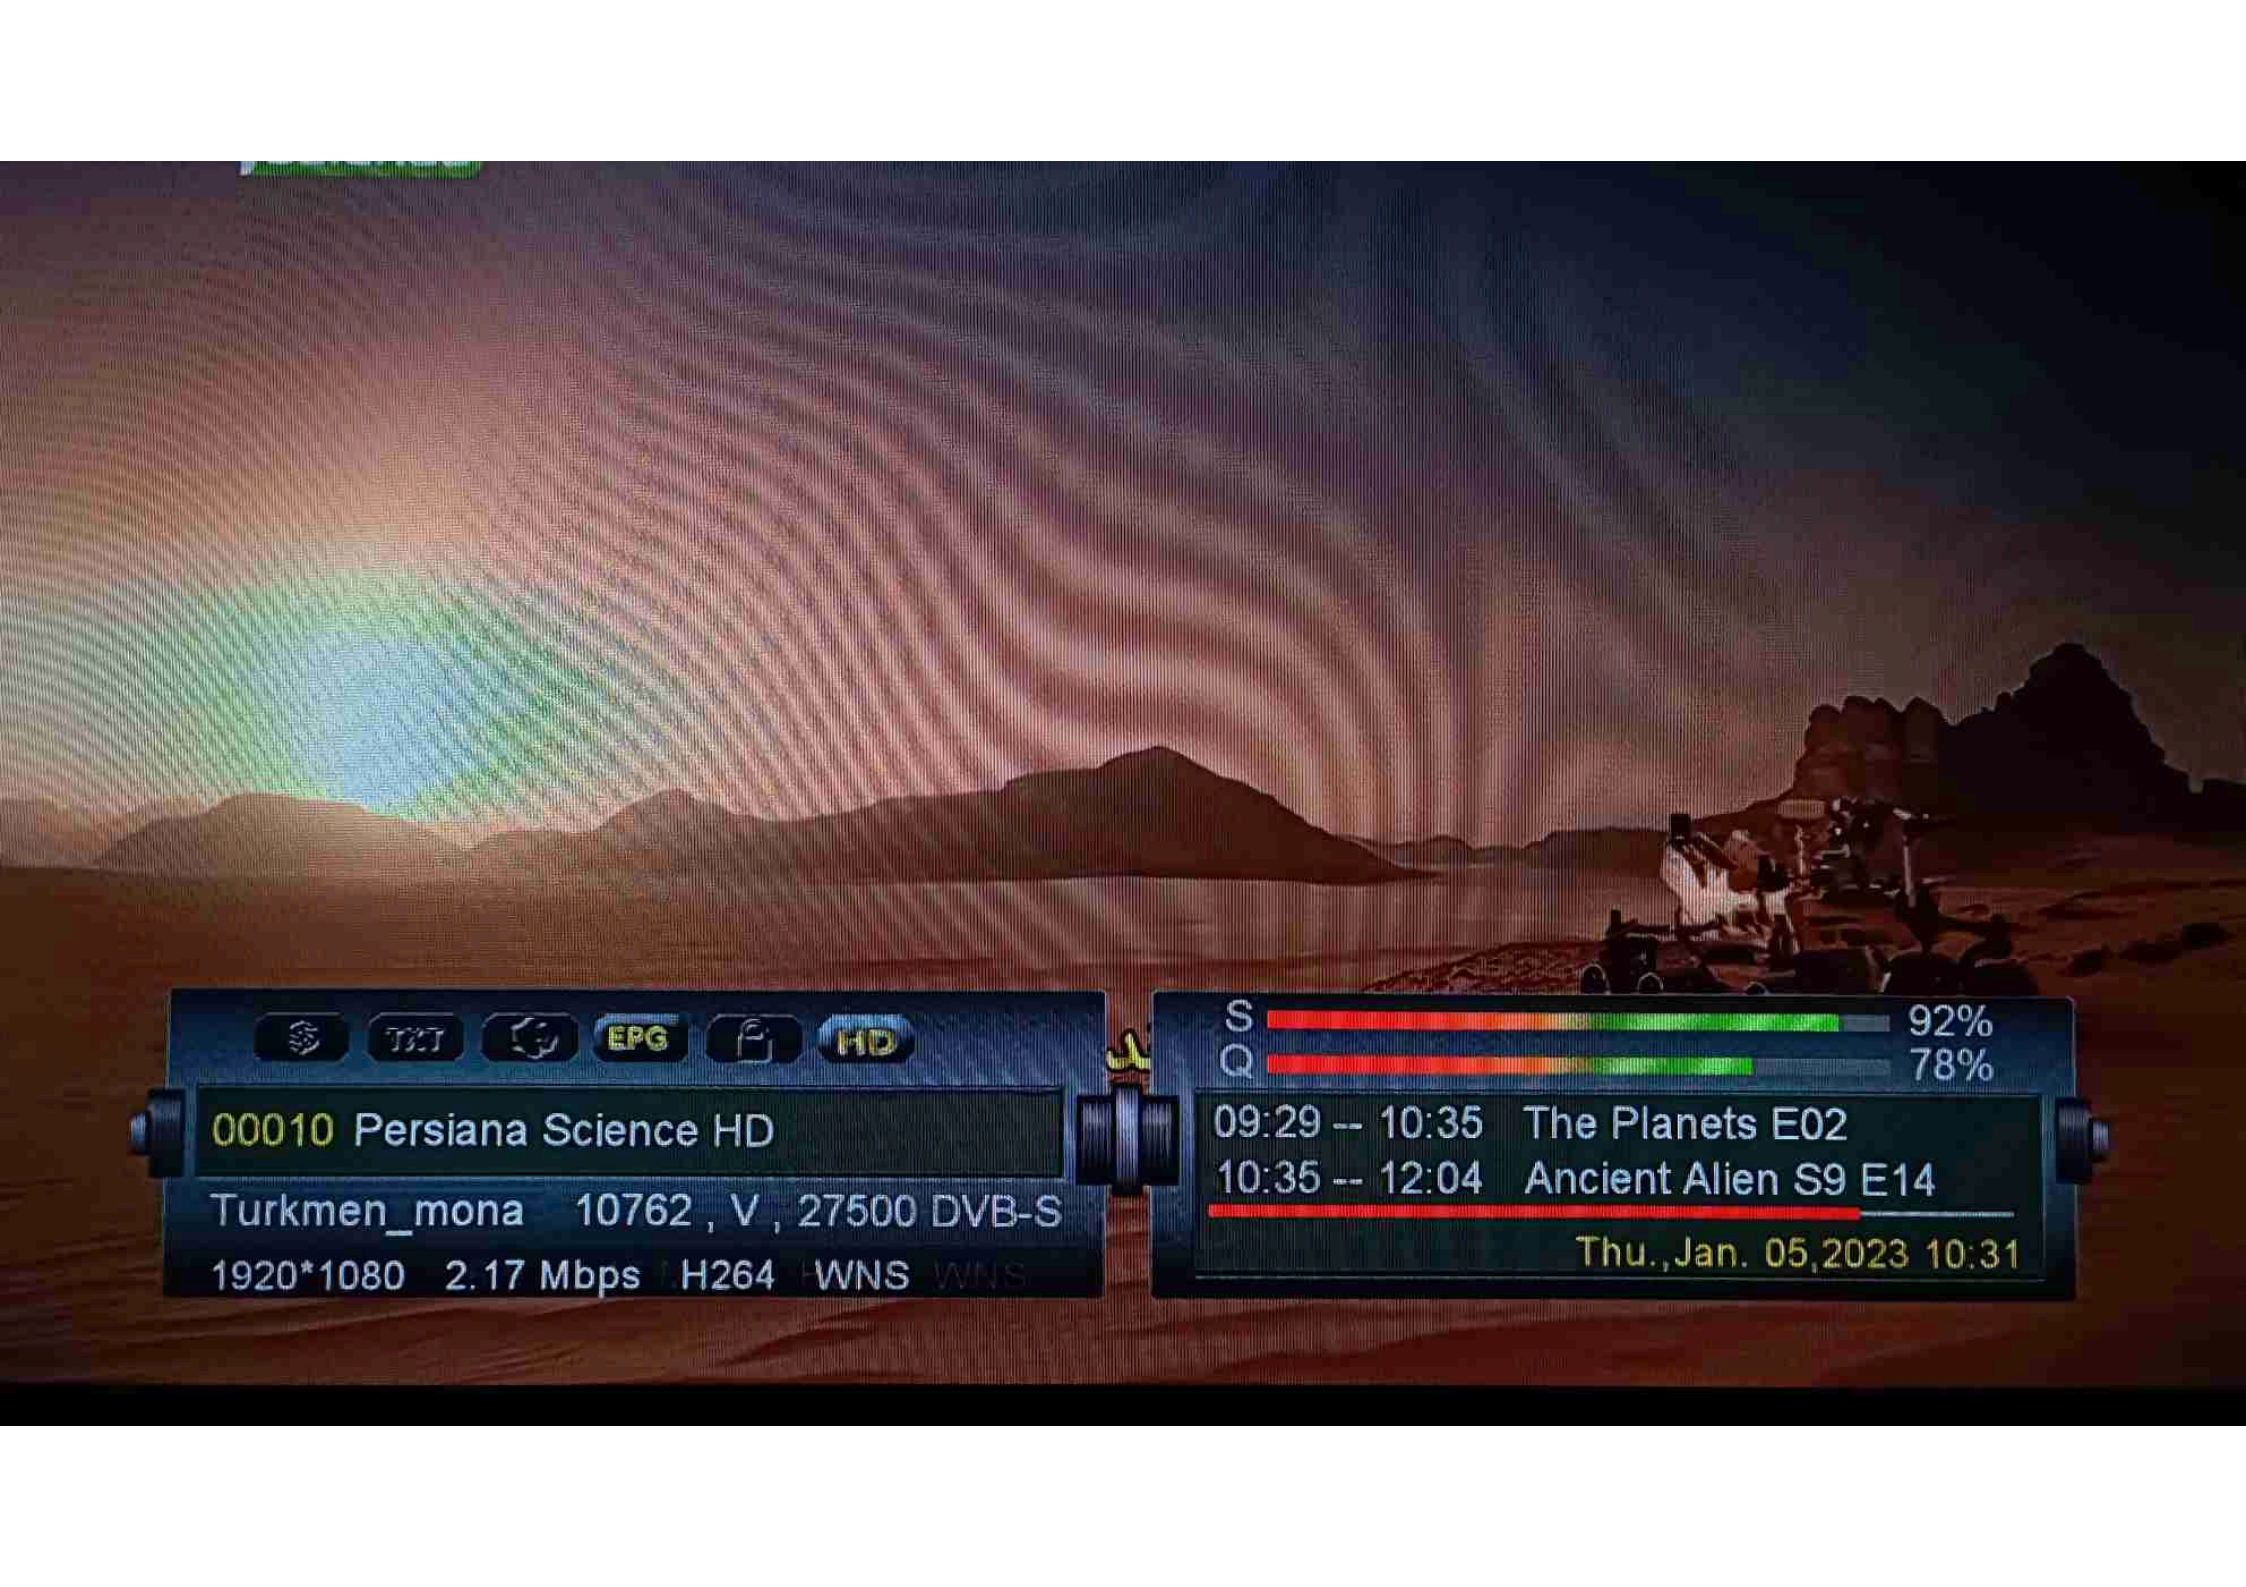 TXT EPG HD
00010 Persiana Science HD
Turkmen_mona 10762 , V , 27500 DVB-S
1920*1080 2.17 Mbps H264 WNS
S 92%
Q 78%
09:29 -- 10:35 The Planets E02
10:35 -- 12:04 Ancient Alien S9 E14
Thu.,Jan. 05,2023 10:31